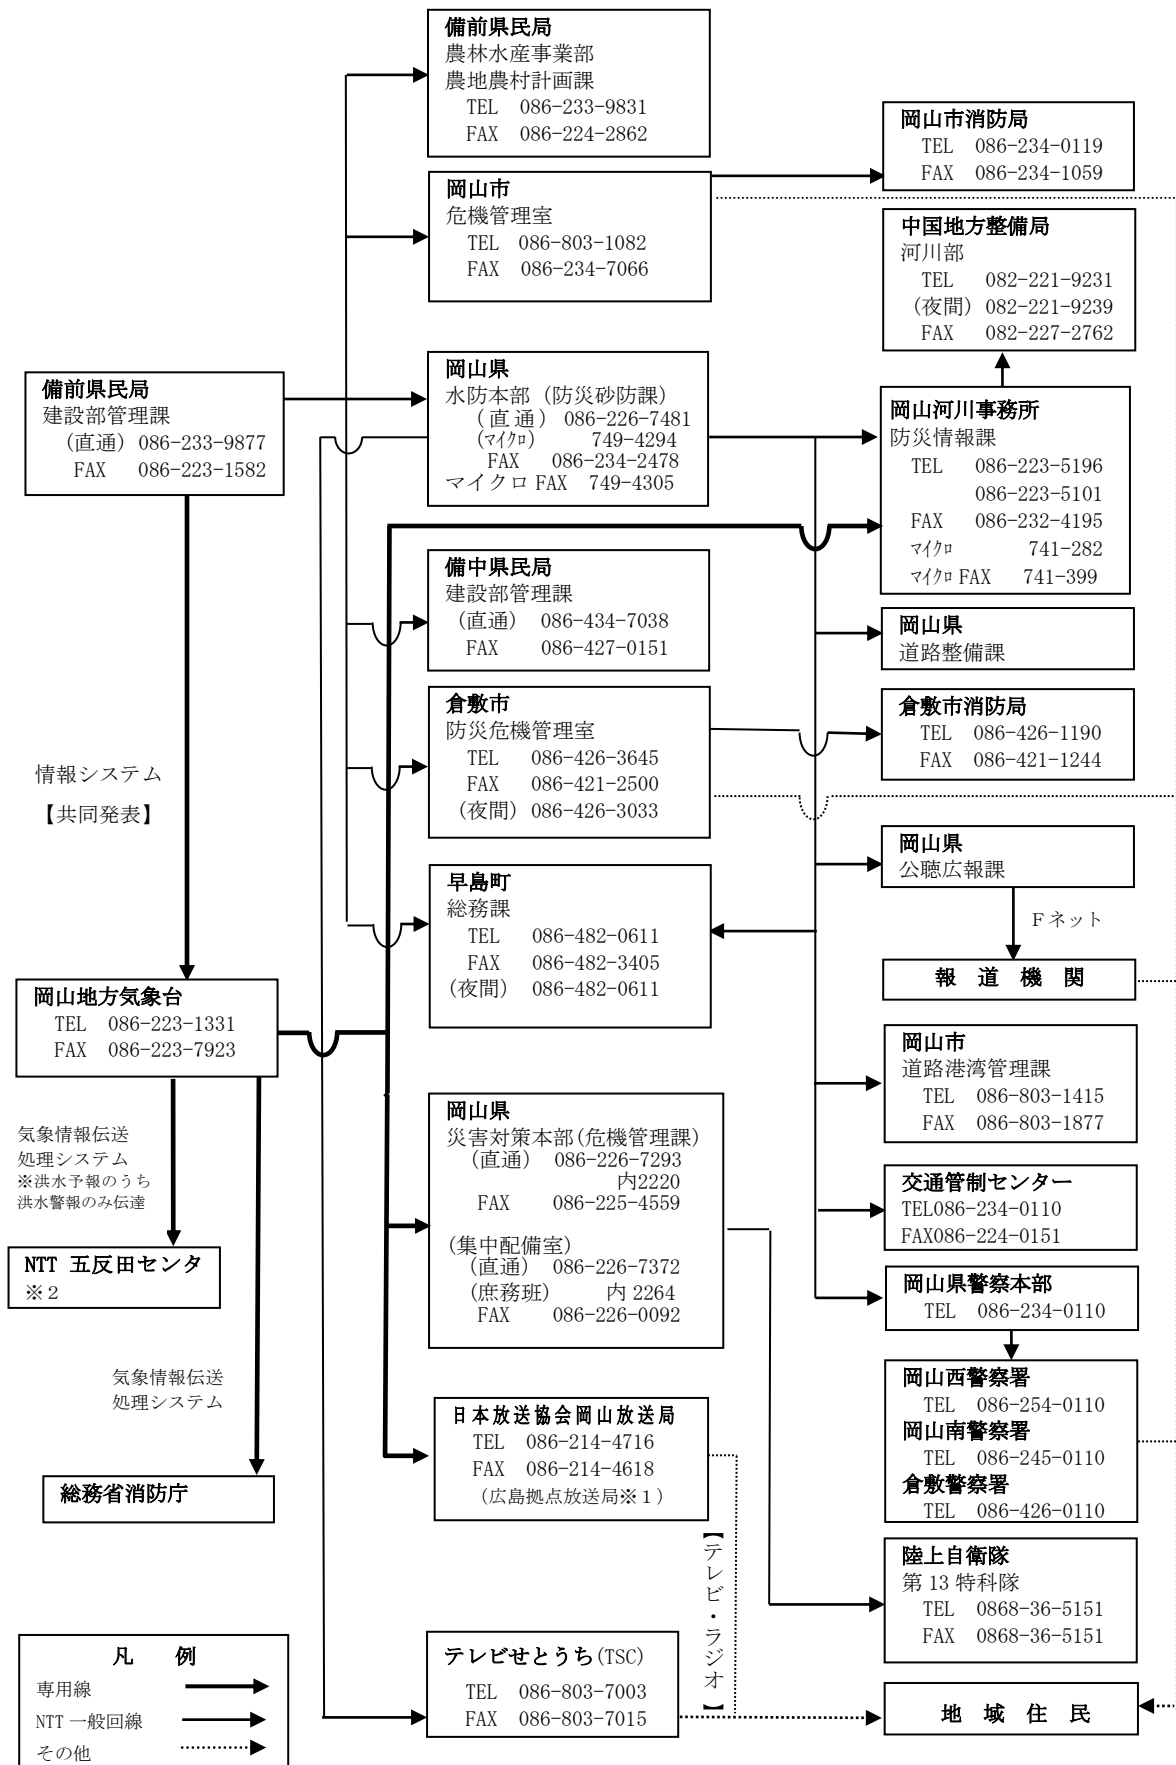 備前県民局
農林水産事業部
農地農村計画課
TEL 086-233-9831
FAX 086-224-2862
岡山市消防局
TEL 086-234-0119
FAX 086-234-1059
岡山市
危機管理室
TEL 086-803-1082
FAX 086-234-7066
中国地方整備局
河川部
TEL 082-221-9231
(夜間) 082-221-9239
FAX 082-227-2762
備前県民局
建設部管理課
(直通) 086-233-9877
FAX 086-223-1582
岡山県
水防本部(防災砂防課)
(直通) 086-226-7481
(マイクロ) 749-4294
FAX 086-234-2478
マイクロ FAX 749-4305
岡山河川事務所
防災情報課
TEL 086-223-5196
086-223-5101
FAX 086-232-4195
マイクロ 741-282
マイクロ FAX 741-399
備中県民局
建設部管理課
(直通) 086-434-7038
FAX 086-427-0151
岡山県
道路整備課
倉敷市
防災危機管理室
TEL 086-426-3645
FAX 086-421-2500
(夜間) 086-426-3033
倉敷市消防局
TEL 086-426-1190
FAX 086-421-1244
情報システム
【共同発表】
岡山県
公聴広報課
Fネット
報道機関
早島町
総務課
TEL 086-482-0611
FAX 086-482-3405
(夜間) 086-482-0611
岡山地方気象台
TEL 086-223-1331
FAX 086-223-7923
岡山市
道路港湾管理課
TEL 086-803-1415
FAX 086-803-1877
気象情報伝送
処理システム
※洪水予報のうち
洪水警報のみ伝達
岡山県
災害対策本部(危機管理課)
(直通) 086-226-7293
内2220
FAX 086-225-4559
(集中配備室)
(直通) 086-226-7372
(庶務班) 内 2264
FAX 086-226-0092
交通管制センター
TEL086-234-0110
FAX086-224-0151
NTT 五反田センタ
※2
岡山県警察本部
TEL 086-234-0110
気象情報伝送
処理システム
岡山西警察署
TEL 086-254-0110
岡山南警察署
TEL 086-245-0110
倉敷警察署
TEL 086-426-0110
日本放送協会岡山放送局
TEL 086-214-4716
FAX 086-214-4618
(広島拠点放送局※1)
総務省消防庁
【テレビ・ラジオ】
陸上自衛隊
第 13 特科隊
TEL 0868-36-5151
FAX 0868-36-5151
テレビせとうち(TSC)
TEL 086-803-7003
FAX 086-803-7015
地域住民
凡例
専用線
NTT 一般回線
その他